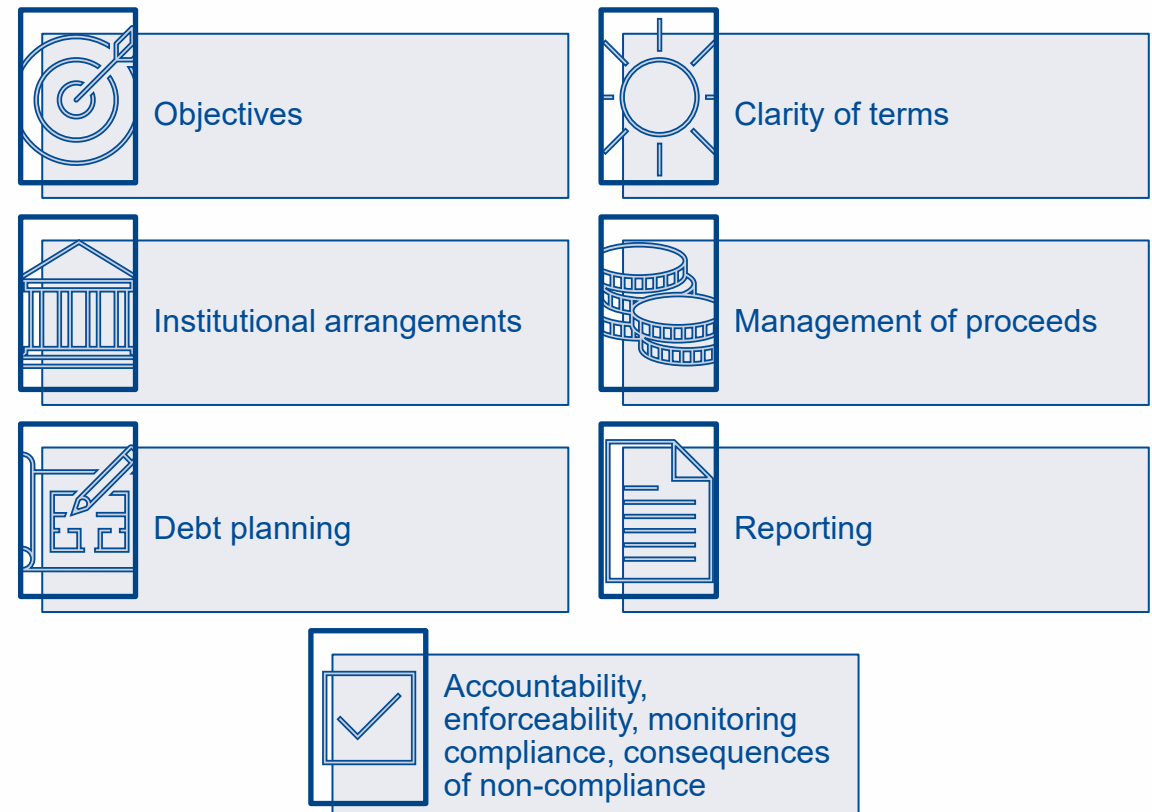 Objectives
Clarity of terms
Institutional arrangements
Management of proceeds
Debt planning
Reporting
Accountability,
enforceability, monitoring
compliance, consequences
of non-compliance